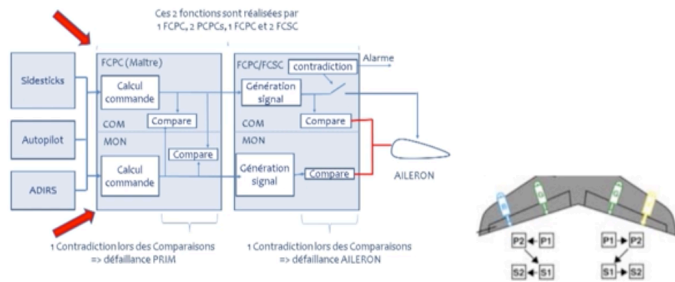 Ces 2 fonctions sont réalisées par
1 FCPC, 2 PCPCs, 1 FCPC et 2 FCSC
Sidesticks
Autopilot
ADIRS
FCPC (Maître)
Calcul
commande
Compare
COM
MON
Compare
Calcul
commande
FCPC/FCSC
contradiction
Alarme
Génération
signal
Compare
COM
MON
Génération
signal
Compare
AILERON
1 Contradiction lors des Comparaisons
=> défaillance PRIM
1 Contradiction lors des Comparaisons
=> défaillance AILERON
P2 P1 P1 P2
S2 S1 S1 S2